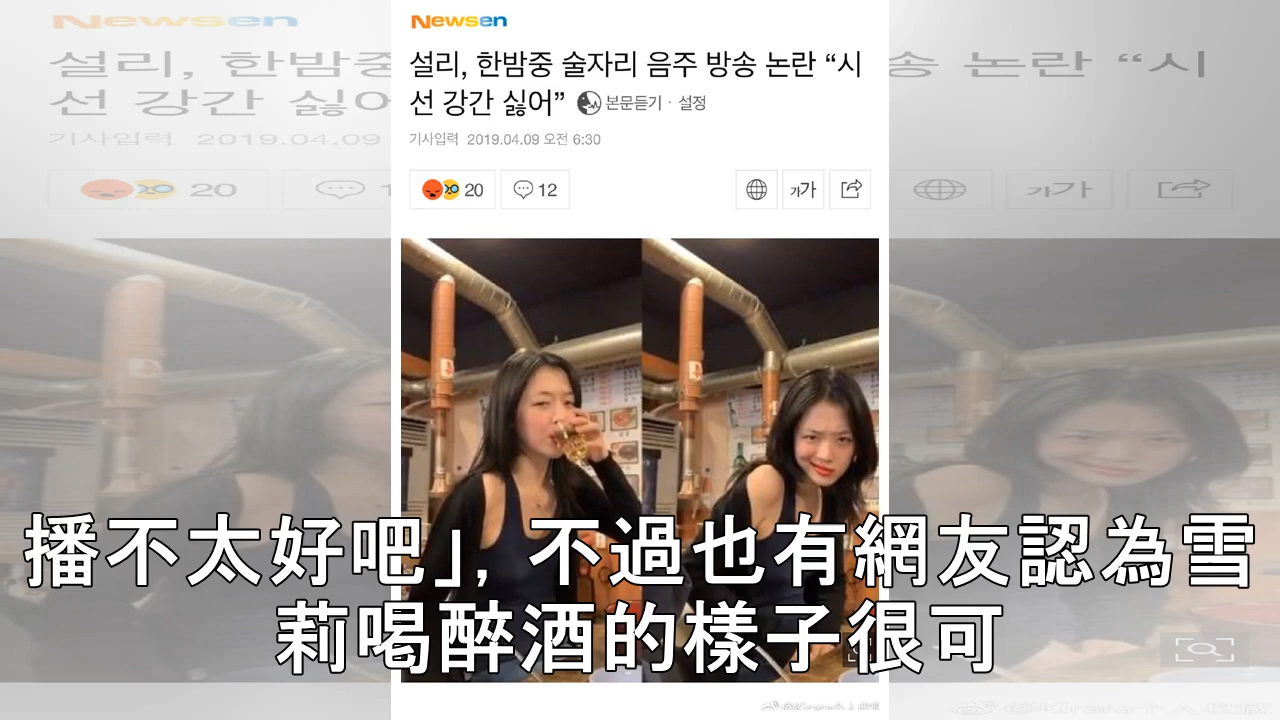 Newsen
설리, 한밤중 술자리 음주 방송 논란 “시
선 강간 싫어” 본문듣기 · 설정
기사입력 2019.04.09 오전 6:30
20 12 가가
播不太好吧」, 不過也有網友認為雪
莉喝醉酒的樣子很可